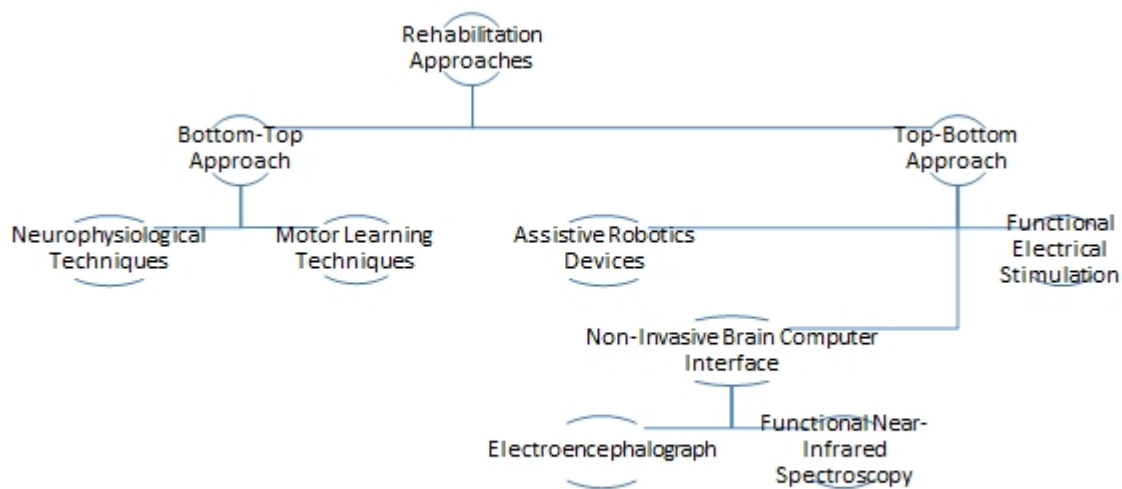 Rehabilitation
Approaches
Bottom-Top
Approach
Top-Bottom
Approach
Neurophysiological
Techniques
Motor Learning
Techniques
Assistive Robotics
Devices
Functional
Electrical
Stimulation
Non-Invasive Brain Computer
Interface
Electroencephalograph
Functional Near-
Infrared
Spectroscopy